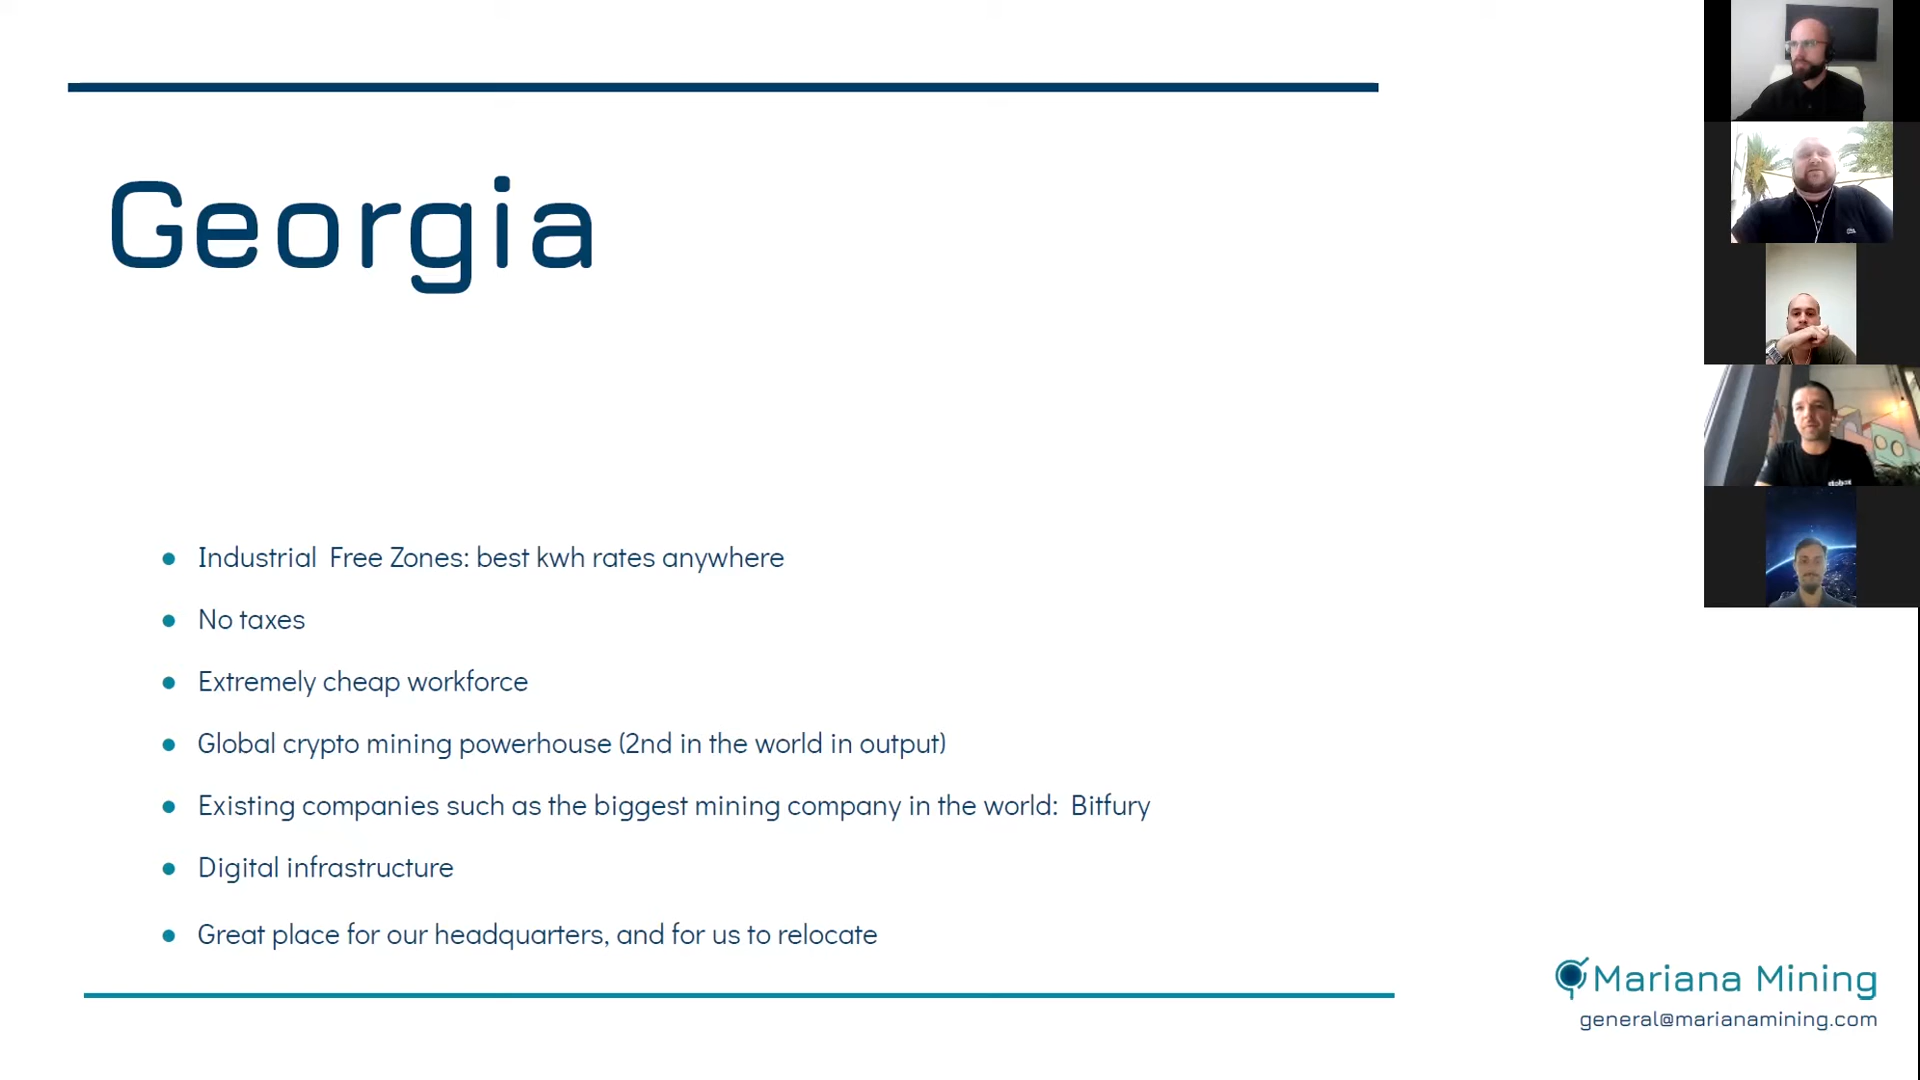 Georgia
Industrial Free Zones: best kwh rates anywhere
No taxes
Extremely cheap workforce
Global crypto mining powerhouse (2nd in the world in output)
Existing companies such as the biggest mining company in the world: Bitfury
Digital infrastructure
Great place for our headquarters, and for us to relocate
Mariana Mining
general@marianamining.com